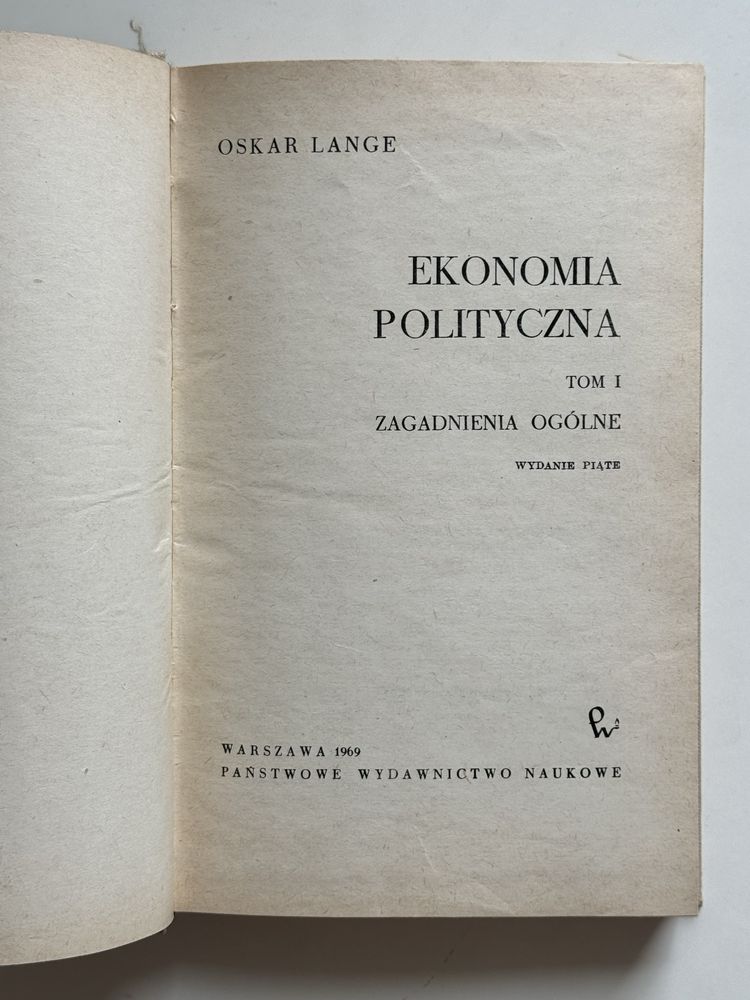 OSKAR LANGE
EKONOMIA
POLITYCZNA
TOM I
ZAGADNIENIA OGÓLNE
WYDANIE PIĄTE
WARSZAWA 1969
PAŃSTWOWE WYDAWNICTWO NAUKOWE